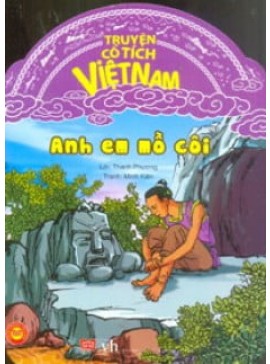 TRUYỆN
CỔ TÍCH
VIỆT NAM
Anh em mồ côi
Lời: Thanh Phương
Tranh: Minh Kiên